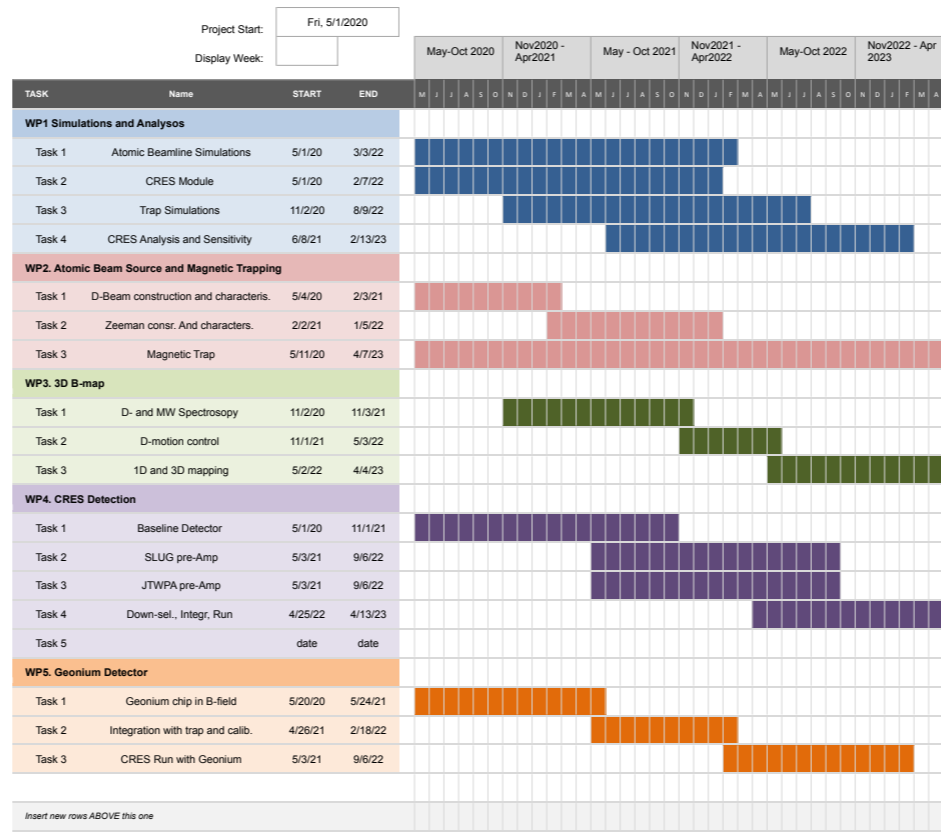 Project Start: Fri, 5/1/2020
Display Week:
May-Oct 2020 Nov2020 - Apr2021 May - Oct 2021 Nov2021 - Apr2022 May-Oct 2022 Nov2022 - Apr 2023
TASK Name START END M J J A S O N D J F M A M J J A S O N D J F M A M J J A S O N D J F M A
WP1 Simulations and Analysos
Task 1 Atomic Beamline Simulations 5/1/20 3/3/22
Task 2 CRES Module 5/1/20 2/7/22
Task 3 Trap Simulations 11/2/20 8/9/22
Task 4 CRES Analysis and Sensitivity 6/8/21 2/13/23
WP2. Atomic Beam Source and Magnetic Trapping
Task 1 D-Beam construction and characteris. 5/4/20 2/3/21
Task 2 Zeeman consr. And characters. 2/2/21 1/5/22
Task 3 Magnetic Trap 5/11/20 4/7/23
WP3. 3D B-map
Task 1 D- and MW Spectrosopy 11/2/20 11/3/21
Task 2 D-motion control 11/1/21 5/3/22
Task 3 1D and 3D mapping 5/2/22 4/4/23
WP4. CRES Detection
Task 1 Baseline Detector 5/1/20 11/1/21
Task 2 SLUG pre-Amp 5/3/21 9/6/22
Task 3 JTWPA pre-Amp 5/3/21 9/6/22
Task 4 Down-sel., Integr, Run 4/25/22 4/13/23
Task 5 date date
WP5. Geonium Detector
Task 1 Geonium chip in B-field 5/20/20 5/24/21
Task 2 Integration with trap and calib. 4/26/21 2/18/22
Task 3 CRES Run with Geonium 5/3/21 9/6/22
Insert new rows ABOVE this one